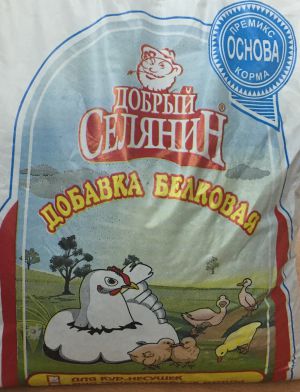 ПРЕМИКС
ОСНОВА
КОРМА
ДОБРЫЙ
СЕЛЯНИН®
ДОБАВКА БЕЛКОВАЯ
ДЛЯ КУР-НЕСУШЕК